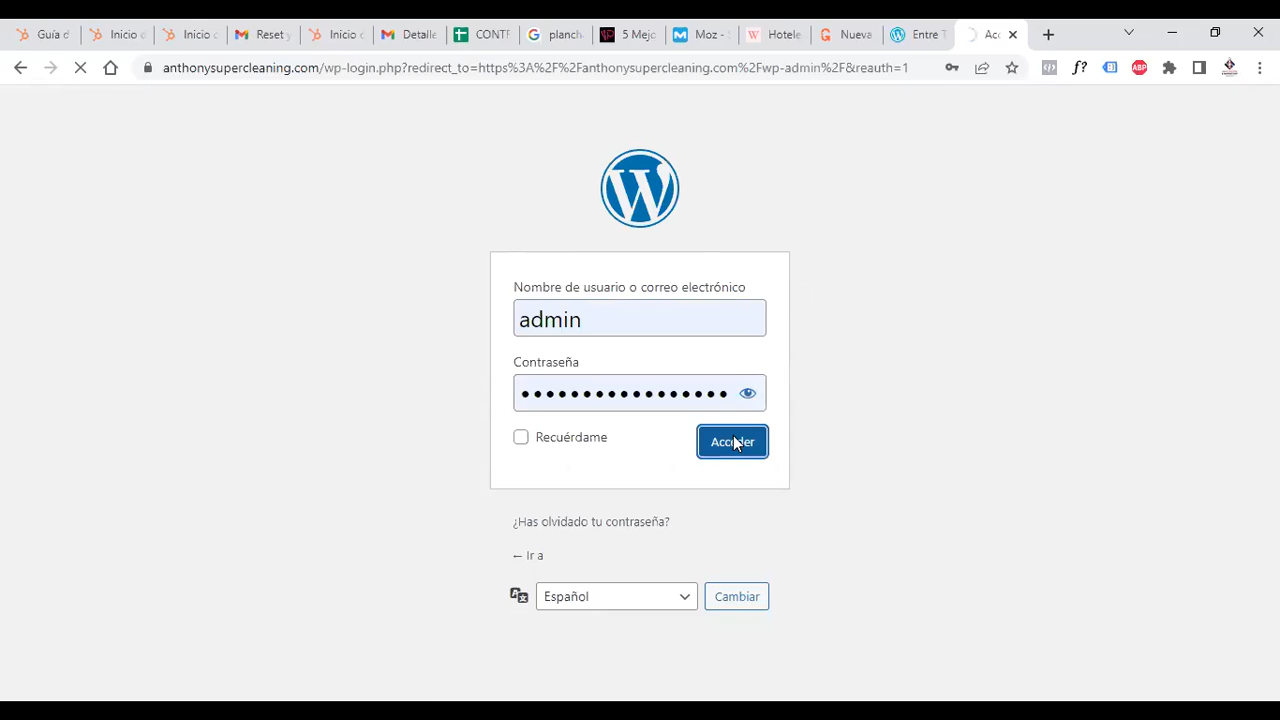 Guía d
Inicio d
Inicio d
Reset y
Inicio d
Detalle
CONTF
planch
5 Mejo
Moz -
Hotele
Nueva
Entre T
Acc
anthonysupercleaning.com/wp-login.php?redirect_to=https%3A%2F%2Fanthonysupercleaning.com%2Fwp-admin%2F&reauth=1
f?
ABP
Nombre de usuario o correo electrónico
admin
Contraseña
Recuérdame
Acceder
¿Has olvidado tu contraseña?
← Ir a
Español
Cambiar